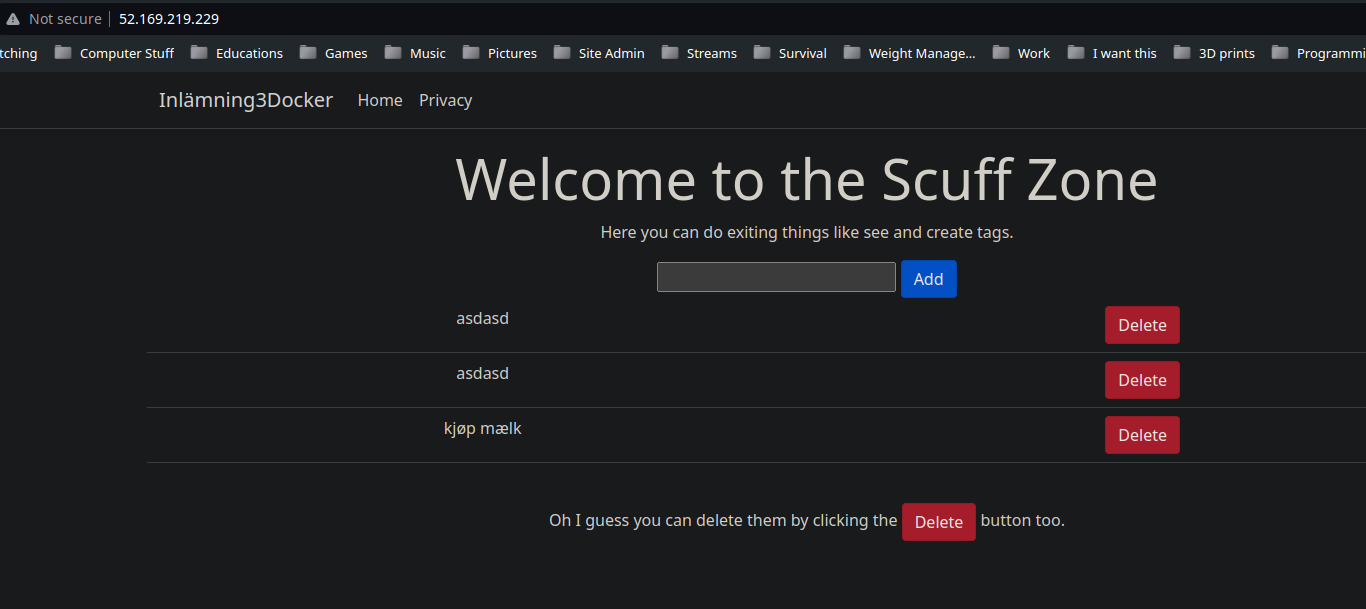 Not secure 52.169.219.229
tching Computer Stuff Educations Games Music Pictures Site Admin Streams Survival Weight Manage... Work I want this 3D prints Programmi
Inlämning3Docker Home Privacy
Welcome to the Scuff Zone
Here you can do exiting things like see and create tags.
Add
asdasd Delete
asdasd Delete
kjøp mælk Delete
Oh I guess you can delete them by clicking the Delete button too.